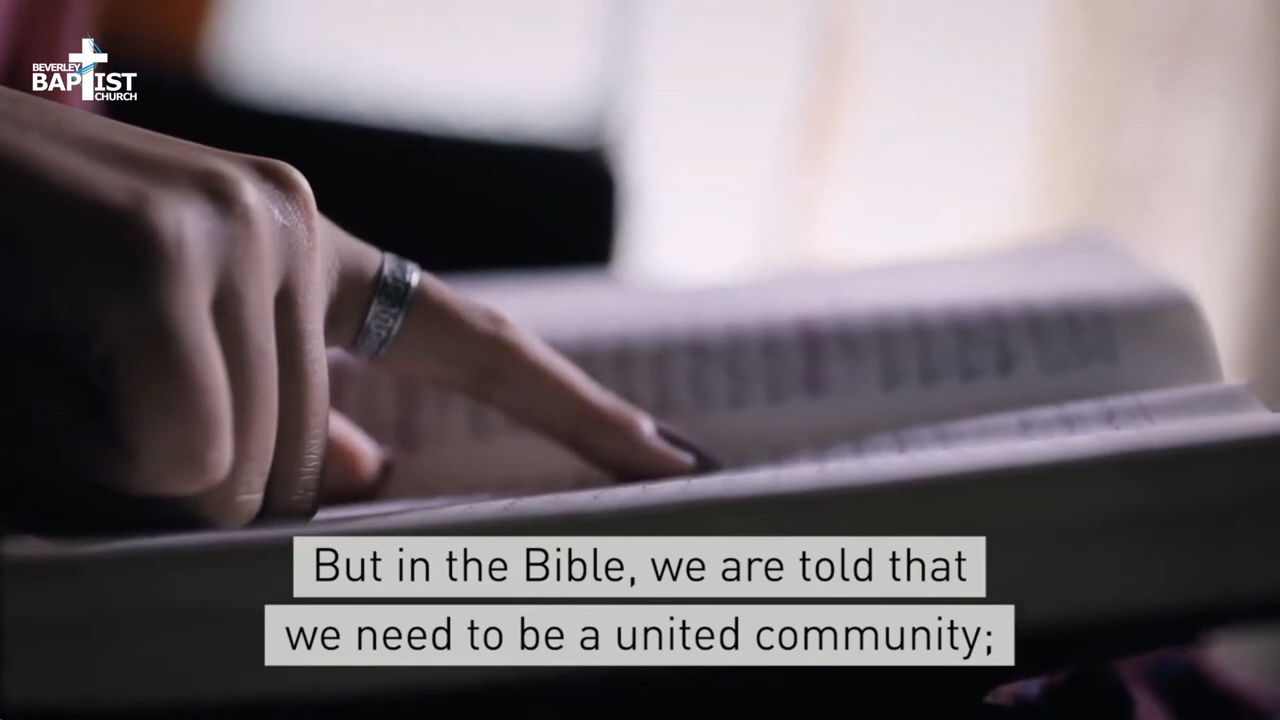 BEVERLEY
BAPTIST
CHURCH
But in the Bible, we are told that
we need to be a united community;